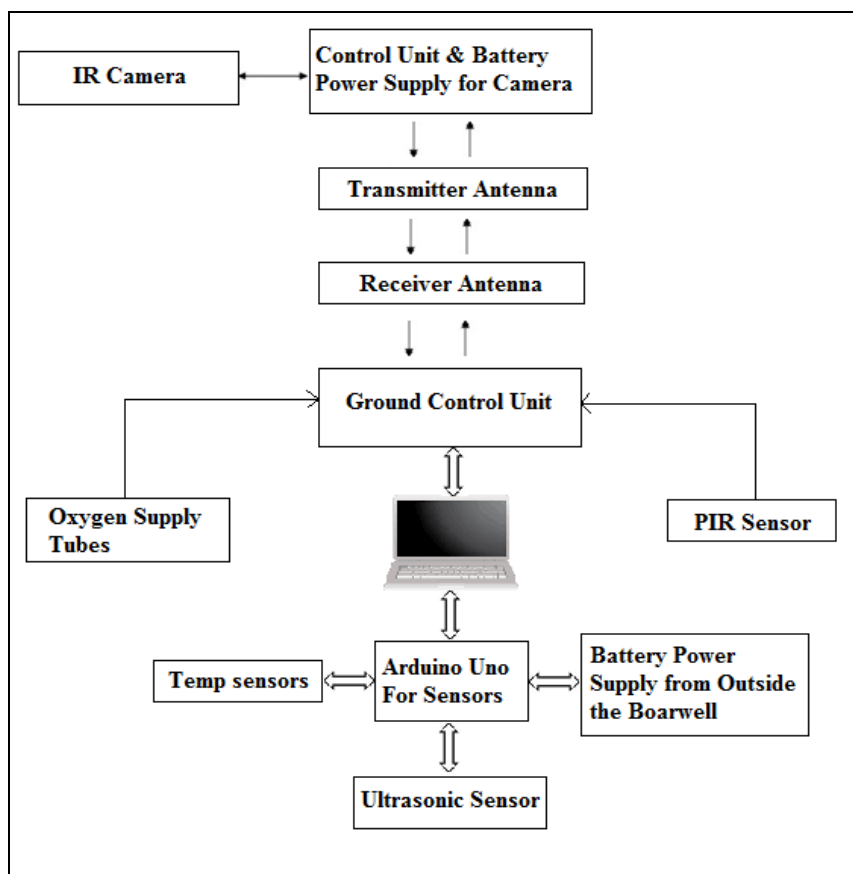 IR Camera
Control Unit & Battery
Power Supply for Camera
Transmitter Antenna
Receiver Antenna
Ground Control Unit
Oxygen Supply
Tubes
PIR Sensor
Temp sensors
Arduino Uno
For Sensors
Battery Power
Supply from Outside
the Boarwell
Ultrasonic Sensor